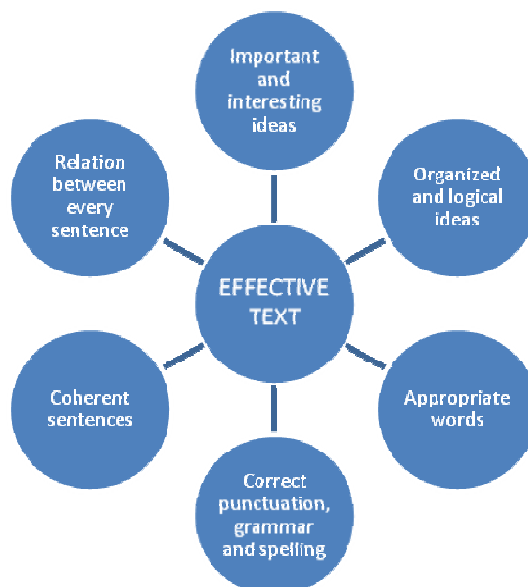 Important
and
interesting
ideas
Organized
and logical
ideas
Appropriate
words
Correct
punctuation,
grammar
and spelling
Coherent
sentences
Relation
between
every
sentence
EFFECTIVE
TEXT